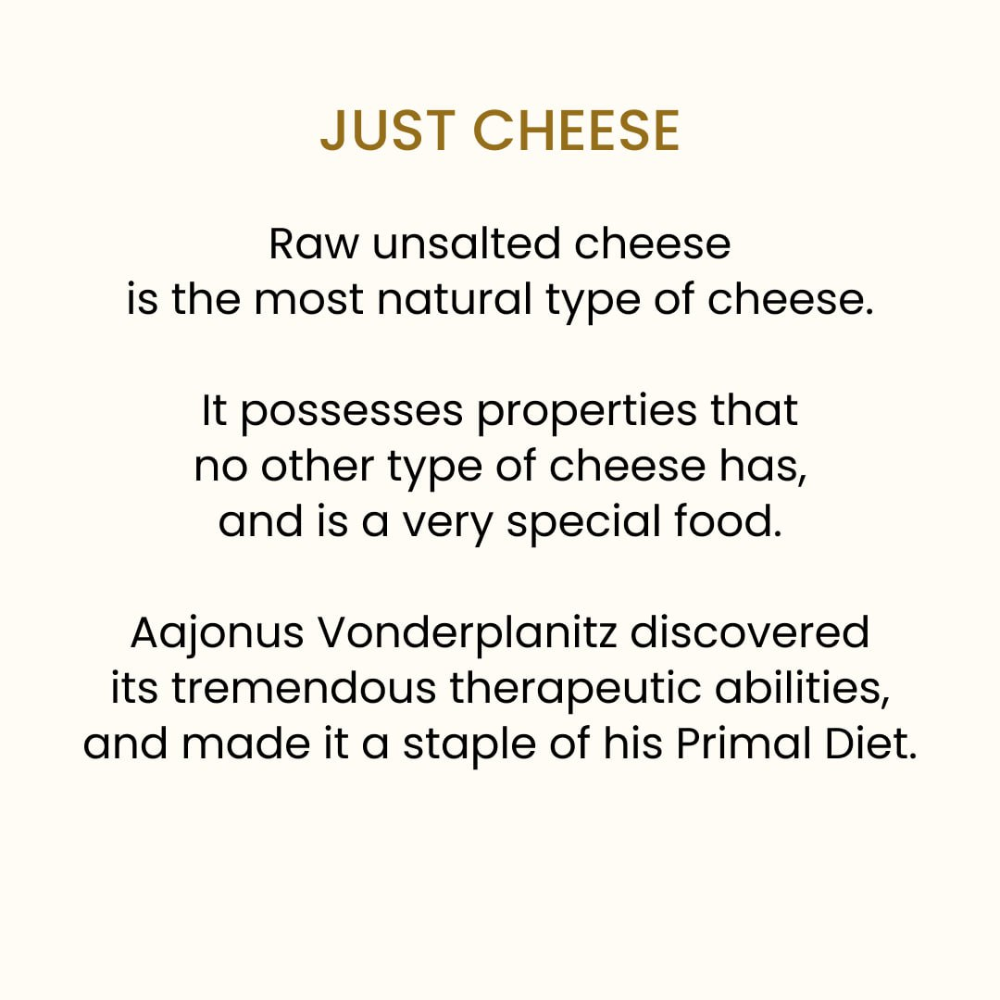 JUST CHEESE
Raw unsalted cheese
is the most natural type of cheese.
It possesses properties that
no other type of cheese has,
and is a very special food.
Aajonus Vonderplanitz discovered
its tremendous therapeutic abilities,
and made it a staple of his Primal Diet.